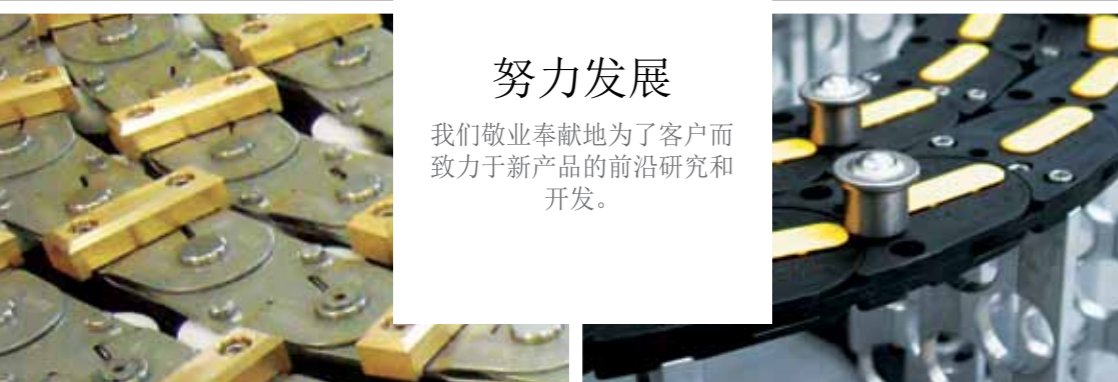 努力发展
我们敬业奉献地为了客户而
致力于新产品的前沿研究和
开发。